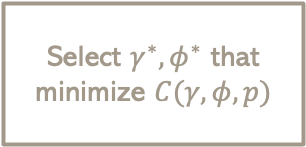 Select γ*, ϕ* that
minimize C(γ, ϕ, p)